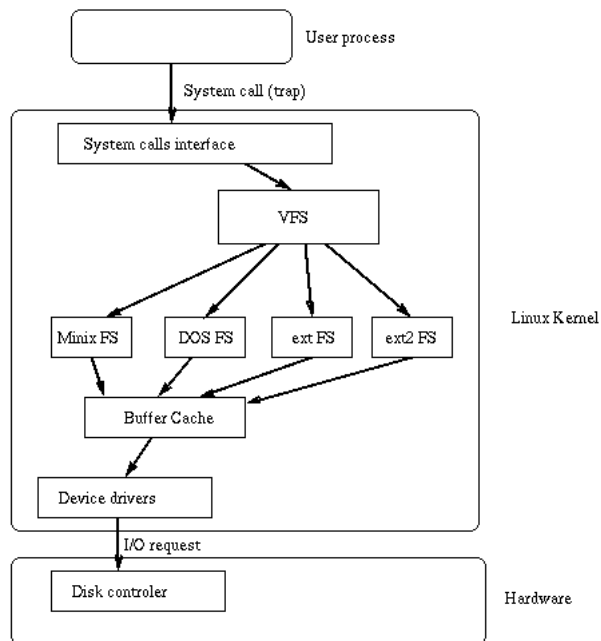 User process
System call (trap)
System calls interface
VFS
Linux Kernel
Minix FS
DOS FS
ext FS
ext2 FS
Buffer Cache
Device drivers
I/O request
Disk controler
Hardware